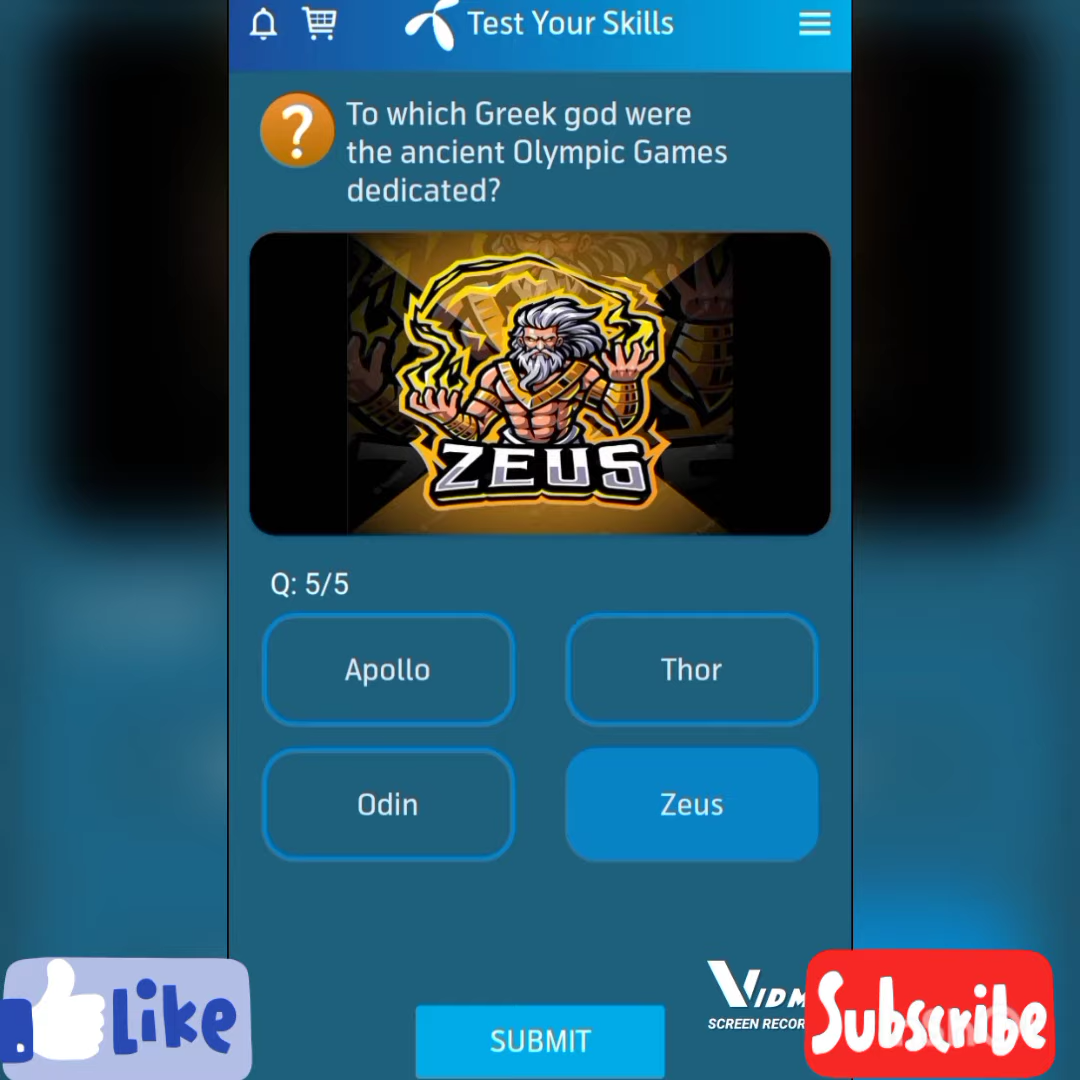 Test Your Skills
To which Greek god were
the ancient Olympic Games
dedicated?
ZEUS
Q: 5/5
Apollo
Thor
Odin
Zeus
SUBMIT
Like
Subscribe
SCREEN